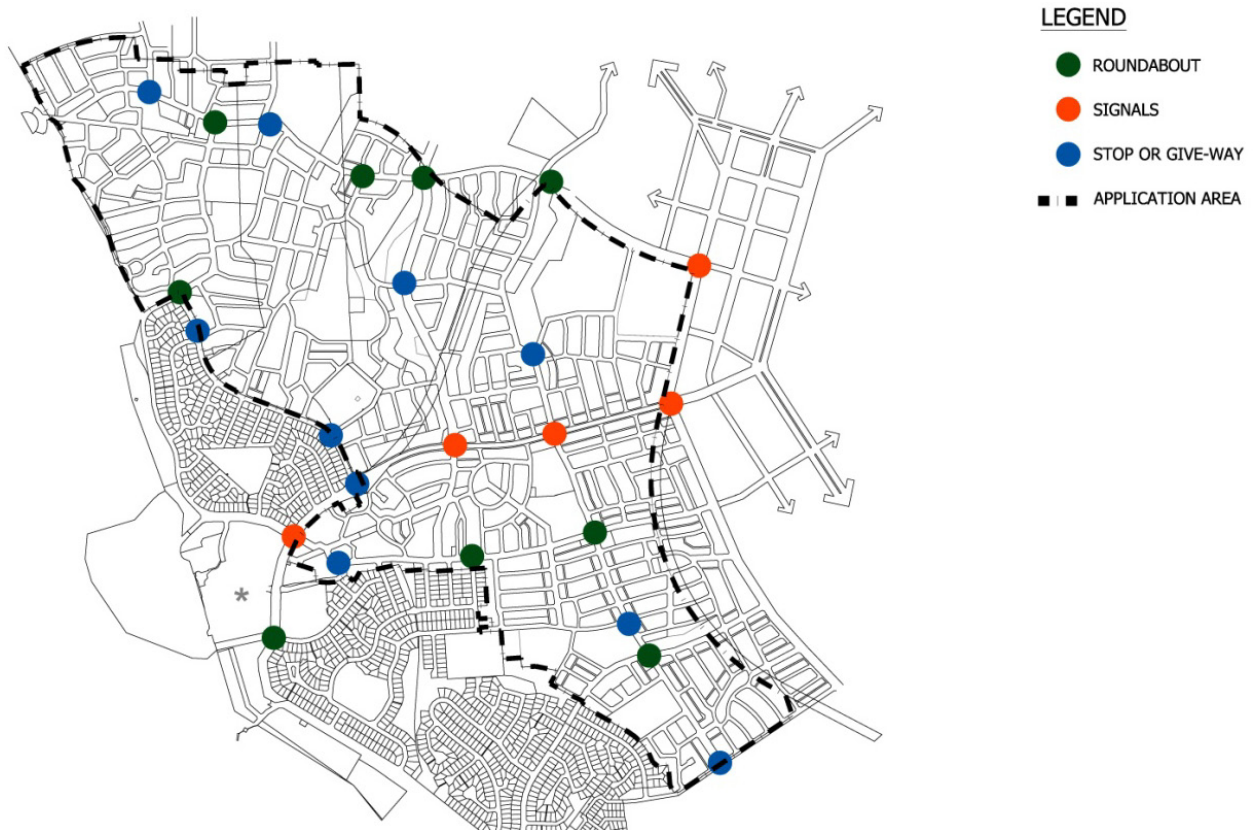 LEGEND
ROUNDABOUT
SIGNALS
STOP OR GIVE-WAY
APPLICATION AREA
*